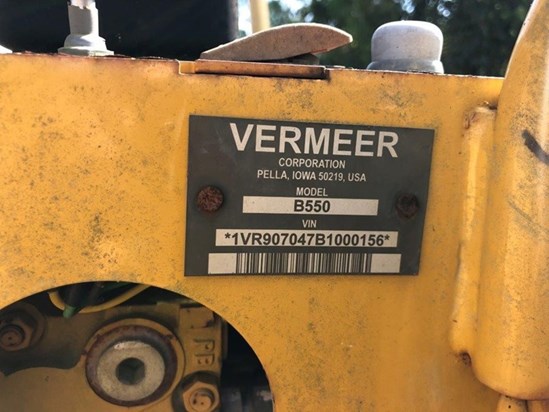 VERMEER
CORPORATION
PELLA, IOWA 50219, USA
MODEL
B550
VIN
*1VR907047B1000156*